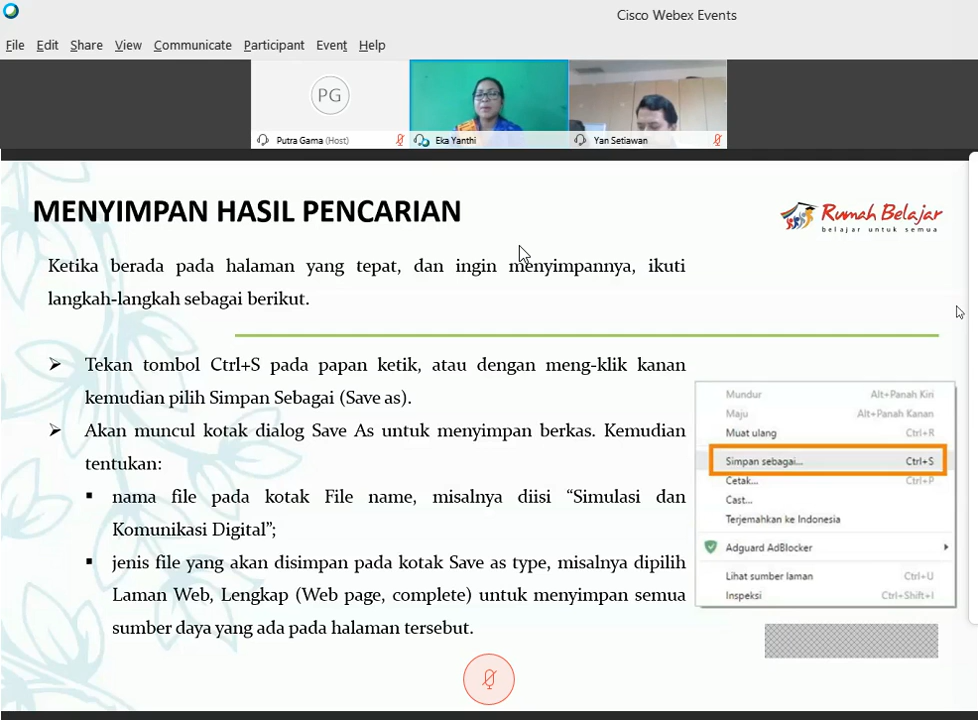 Cisco Webex Events
File Edit Share View Communicate Participant Event Help
PG
Putra Gama (Host)
Eka Yanthi
Yan Setiawan
MENYIMPAN HASIL PENCARIAN
Rumah Belajar
belajar untuk semua
Ketika berada pada halaman yang tepat, dan ingin menyimpannya, ikuti
langkah-langkah sebagai berikut.
➢ Tekan tombol Ctrl+S pada papan ketik, atau dengan meng-klik kanan
kemudian pilih Simpan Sebagai (Save as).
➢ Akan muncul kotak dialog Save As untuk menyimpan berkas. Kemudian
tentukan:
▪ nama file pada kotak File name, misalnya diisi “Simulasi dan
Komunikasi Digital”;
▪ jenis file yang akan disimpan pada kotak Save as type, misalnya dipilih
Laman Web, Lengkap (Web page, complete) untuk menyimpan semua
sumber daya yang ada pada halaman tersebut.
Mundur Alt+Panah Kiri
Maju Alt+Panah Kanan
Muat ulang Ctrl+R
Simpan sebagai... Ctrl+S
Cetak... Ctrl+P
Cast...
Terjemahkan ke Indonesia
Adguard AdBlocker
Lihat sumber laman Ctrl+U
Inspeksi Ctrl+Shift+I